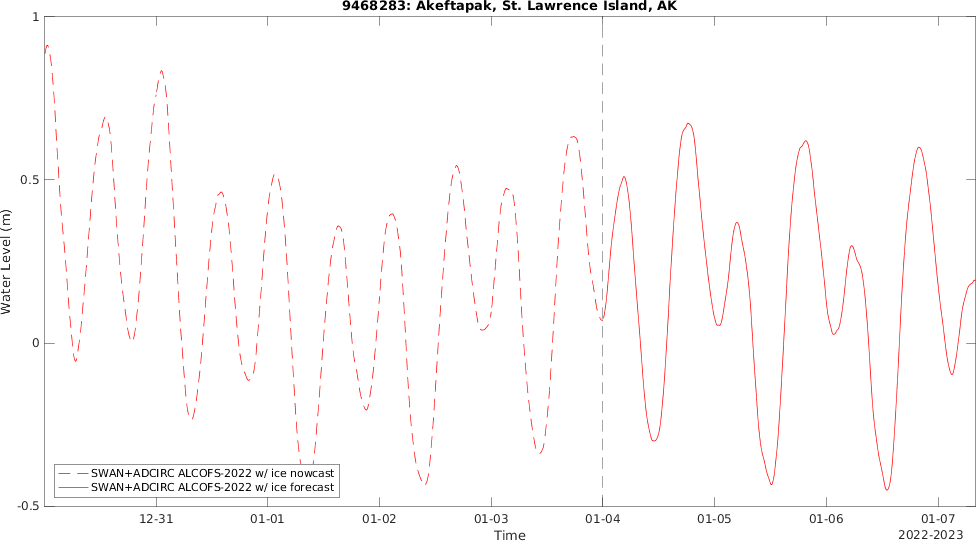 9468283: Akeftapak, St. Lawrence Island, AK
1
0.5
0
-0.5
Water Level (m)
SWAN+ADCIRC ALCOFS-2022 w/ ice nowcast
SWAN+ADCIRC ALCOFS-2022 w/ ice forecast
12-31
01-01
01-02
01-03
01-04
01-05
01-06
01-07
Time
2022-2023